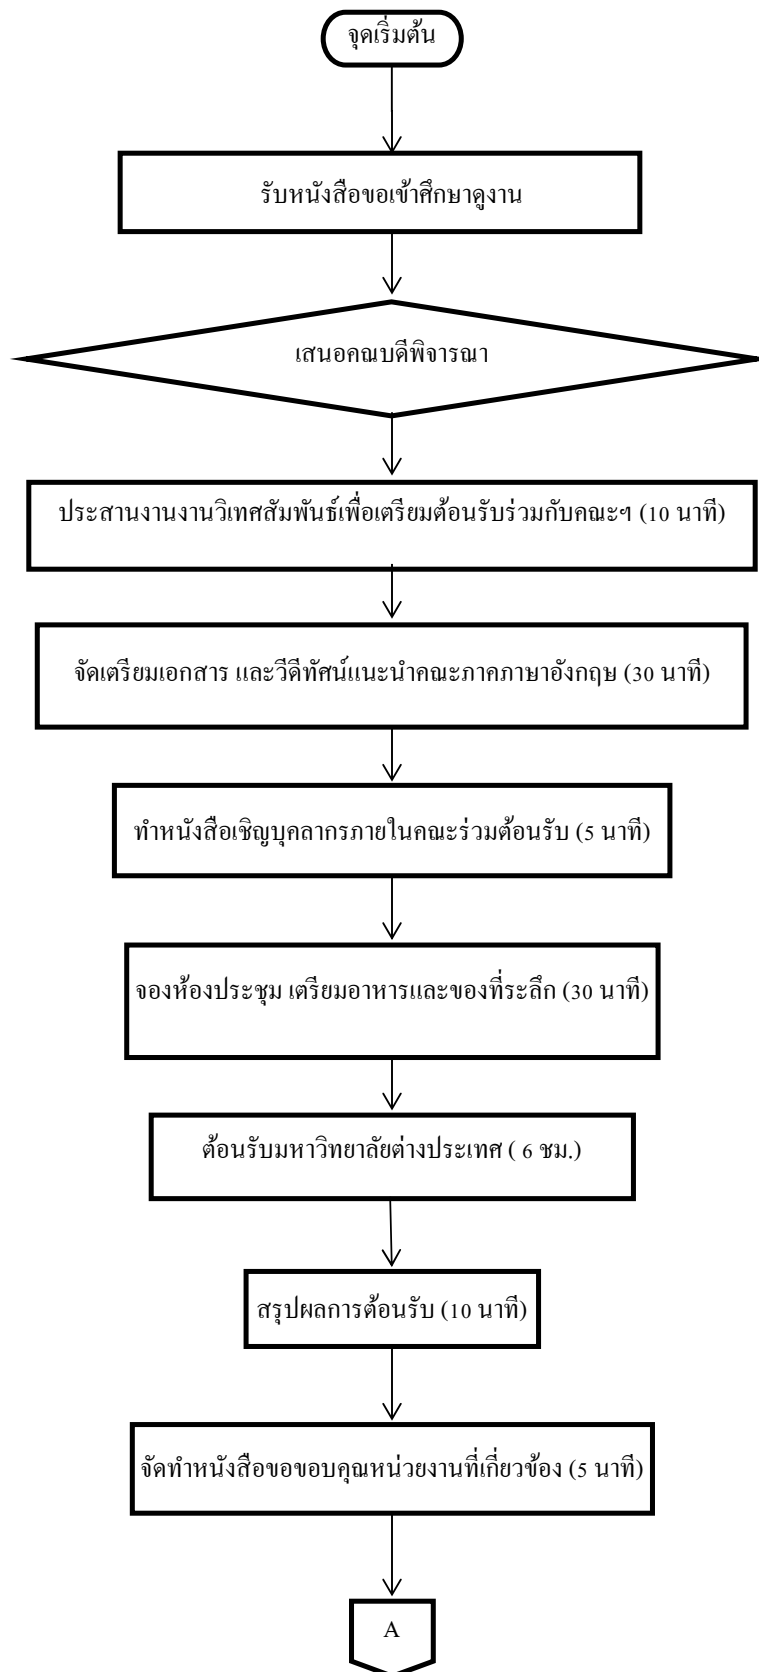 จุดเริ่มต้น
รับหนังสือขอเข้าศึกษาดูงาน
เสนอคณบดีพิจารณา
ประสานงานงานวิเทศสัมพันธ์เพื่อเตรียมต้อนรับร่วมกับคณะฯ (10 นาที)
จัดเตรียมเอกสาร และวีดีทัศน์แนะนำคณะภาคภาษาอังกฤษ (30 นาที)
ทำหนังสือเชิญบุคลากรภายในคณะร่วมต้อนรับ (5 นาที)
จองห้องประชุม เตรียมอาหารและของที่ระลึก (30 นาที)
ต้อนรับมหาวิทยาลัยต่างประเทศ ( 6 ชม.)
สรุปผลการต้อนรับ (10 นาที)
จัดทำหนังสือขอขอบคุณหน่วยงานที่เกี่ยวข้อง (5 นาที)
A